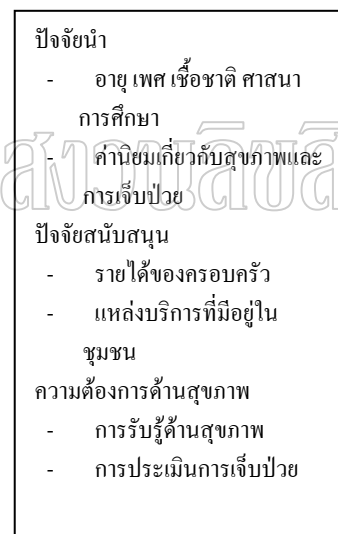 ปัจจัยนำ
- อายุ เพศ เชื้อชาติ ศาสนา
การศึกษา
- ค่านิยมเกี่ยวกับสุขภาพและ
การเจ็บป่วย
ปัจจัยสนับสนุน
- รายได้ของครอบครัว
- แหล่งบริการที่มีอยู่ใน
ชุมชน
ความต้องการด้านสุขภาพ
- การรับรู้ด้านสุขภาพ
- การประเมินการเจ็บป่วย